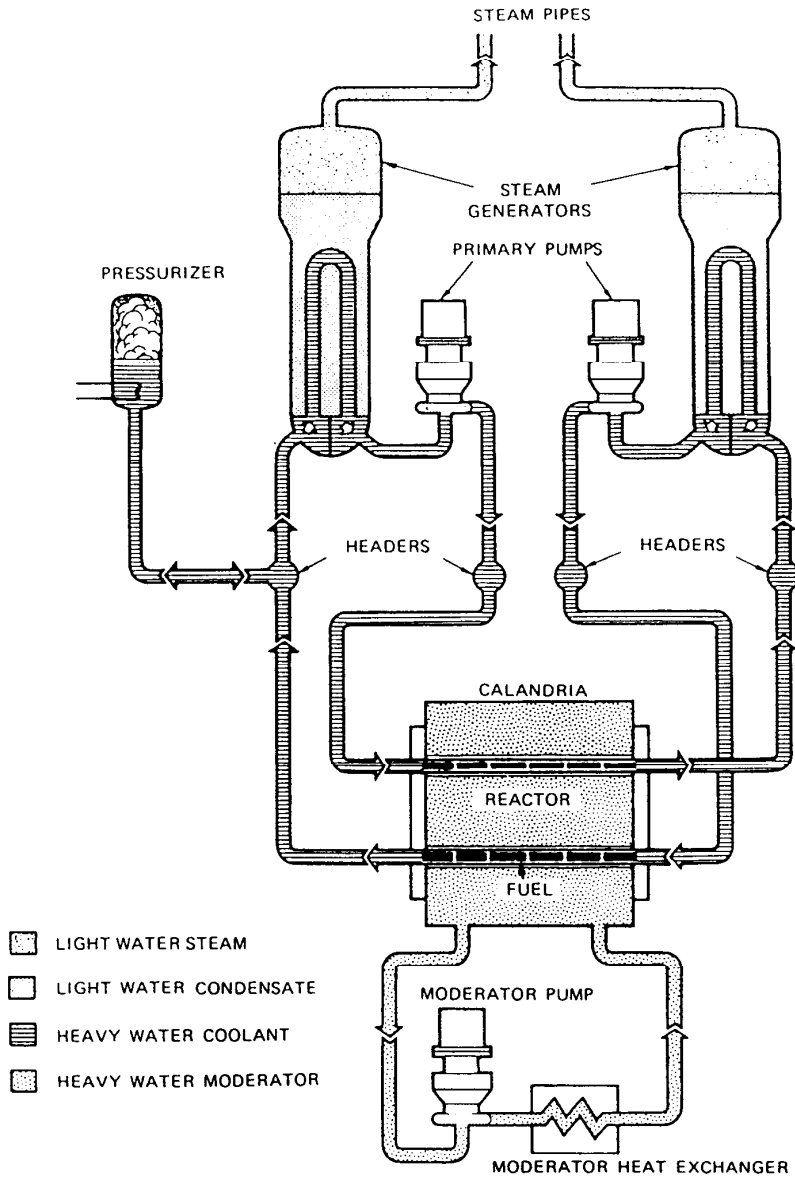 STEAM PIPES
STEAM
GENERATORS
PRIMARY PUMPS
PRESSURIZER
HEADERS
HEADERS
CALANDRIA
REACTOR
FUEL
LIGHT WATER STEAM
LIGHT WATER CONDENSATE
MODERATOR PUMP
HEAVY WATER COOLANT
HEAVY WATER MODERATOR
MODERATOR HEAT EXCHANGER